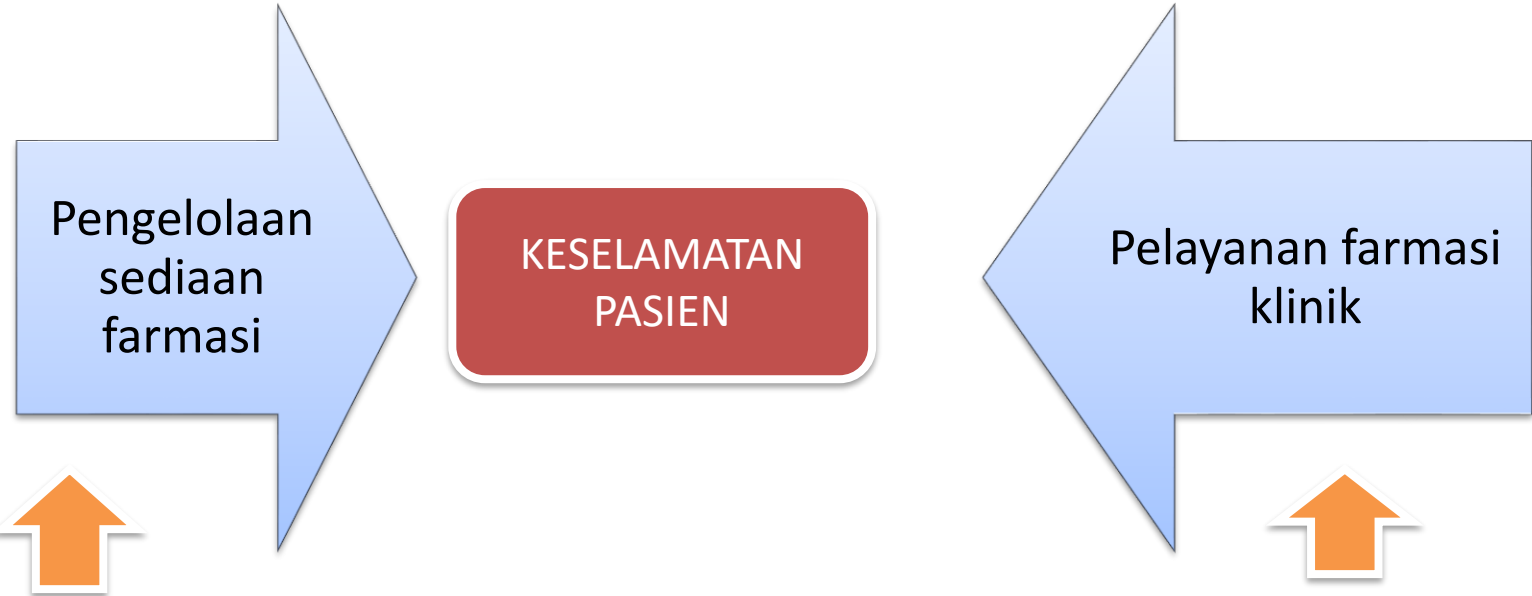 Pengelolaan
sediaan
farmasi
KESELAMATAN
PASIEN
Pelayanan farmasi
klinik